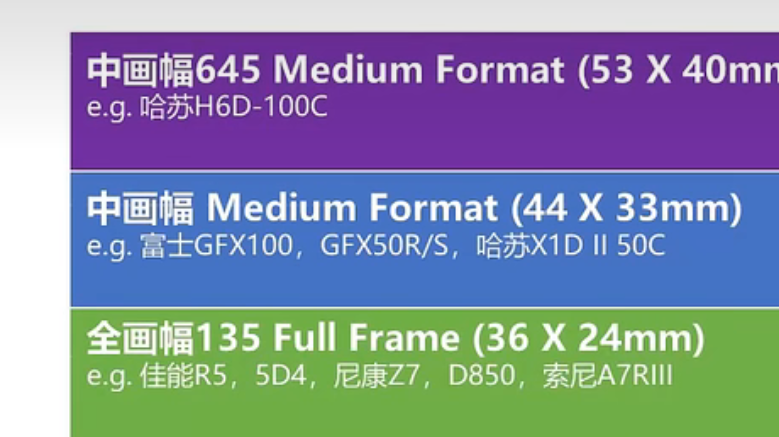 中画幅645 Medium Format (53 X 40mm
e.g. 哈苏H6D-100C
中画幅 Medium Format (44 X 33mm)
e.g. 富士GFX100，GFX50R/S，哈苏X1D II 50C
全画幅135 Full Frame (36 X 24mm)
e.g. 佳能R5，5D4，尼康Z7，D850，索尼A7RIII